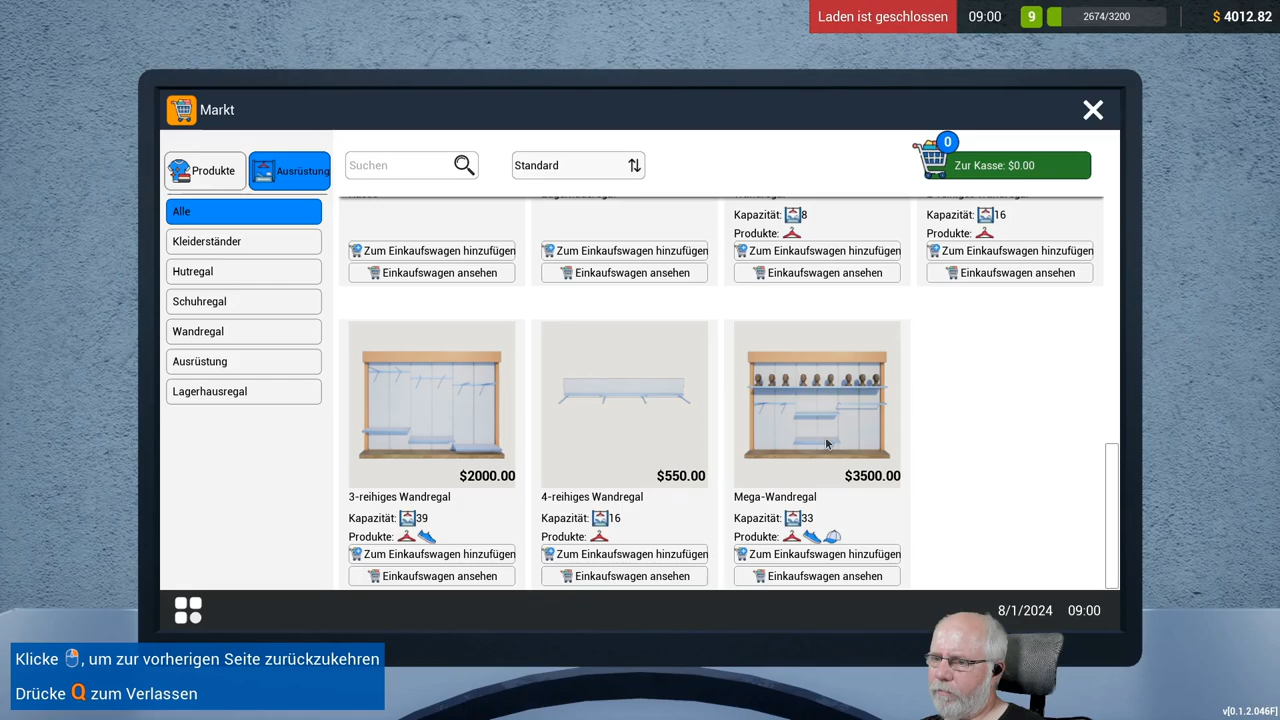 Laden ist geschlossen 09:00 9 2674/3200 $ 4012.82
Markt
Produkte Ausrüstung
Suchen Standard
0
Zur Kasse: $0.00
Alle
Kleiderständer
Hutregal
Schuhregal
Wandregal
Ausrüstung
Lagerhausregal
Kapazität: 8
Kapazität: 16
Produkte:
Produkte:
Zum Einkaufswagen hinzufügen
Zum Einkaufswagen hinzufügen
Zum Einkaufswagen hinzufügen
Zum Einkaufswagen hinzufügen
Einkaufswagen ansehen
Einkaufswagen ansehen
Einkaufswagen ansehen
Einkaufswagen ansehen
$2000.00
3-reihiges Wandregal
Kapazität: 39
Produkte:
Zum Einkaufswagen hinzufügen
Einkaufswagen ansehen
$550.00
4-reihiges Wandregal
Kapazität: 16
Produkte:
Zum Einkaufswagen hinzufügen
Einkaufswagen ansehen
$3500.00
Mega-Wandregal
Kapazität: 33
Produkte:
Zum Einkaufswagen hinzufügen
Einkaufswagen ansehen
8/1/2024 09:00
Klicke , um zur vorherigen Seite zurückzukehren
Drücke Q zum Verlassen
v[0.1.2.046F]